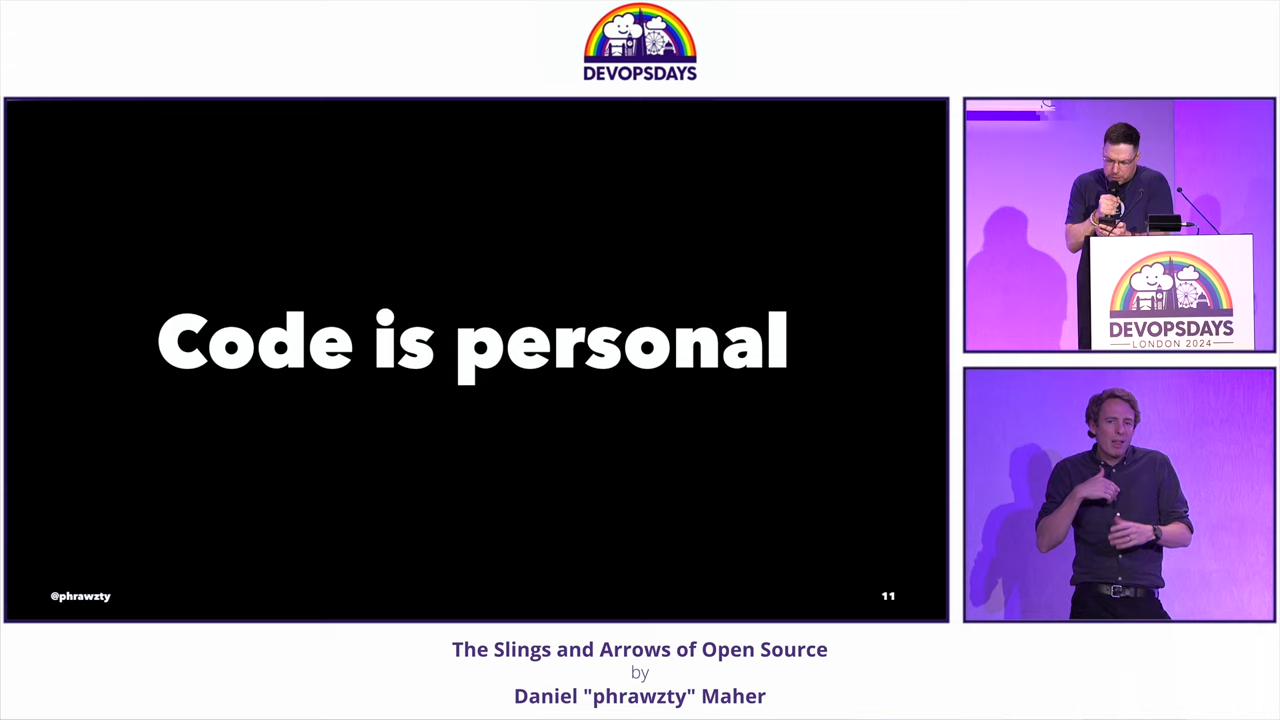 DEVOPSDAYS
Code is personal
@phrawzty
11
DEVOPSDAYS
LONDON 2024
The Slings and Arrows of Open Source
by
Daniel "phrawzty" Maher